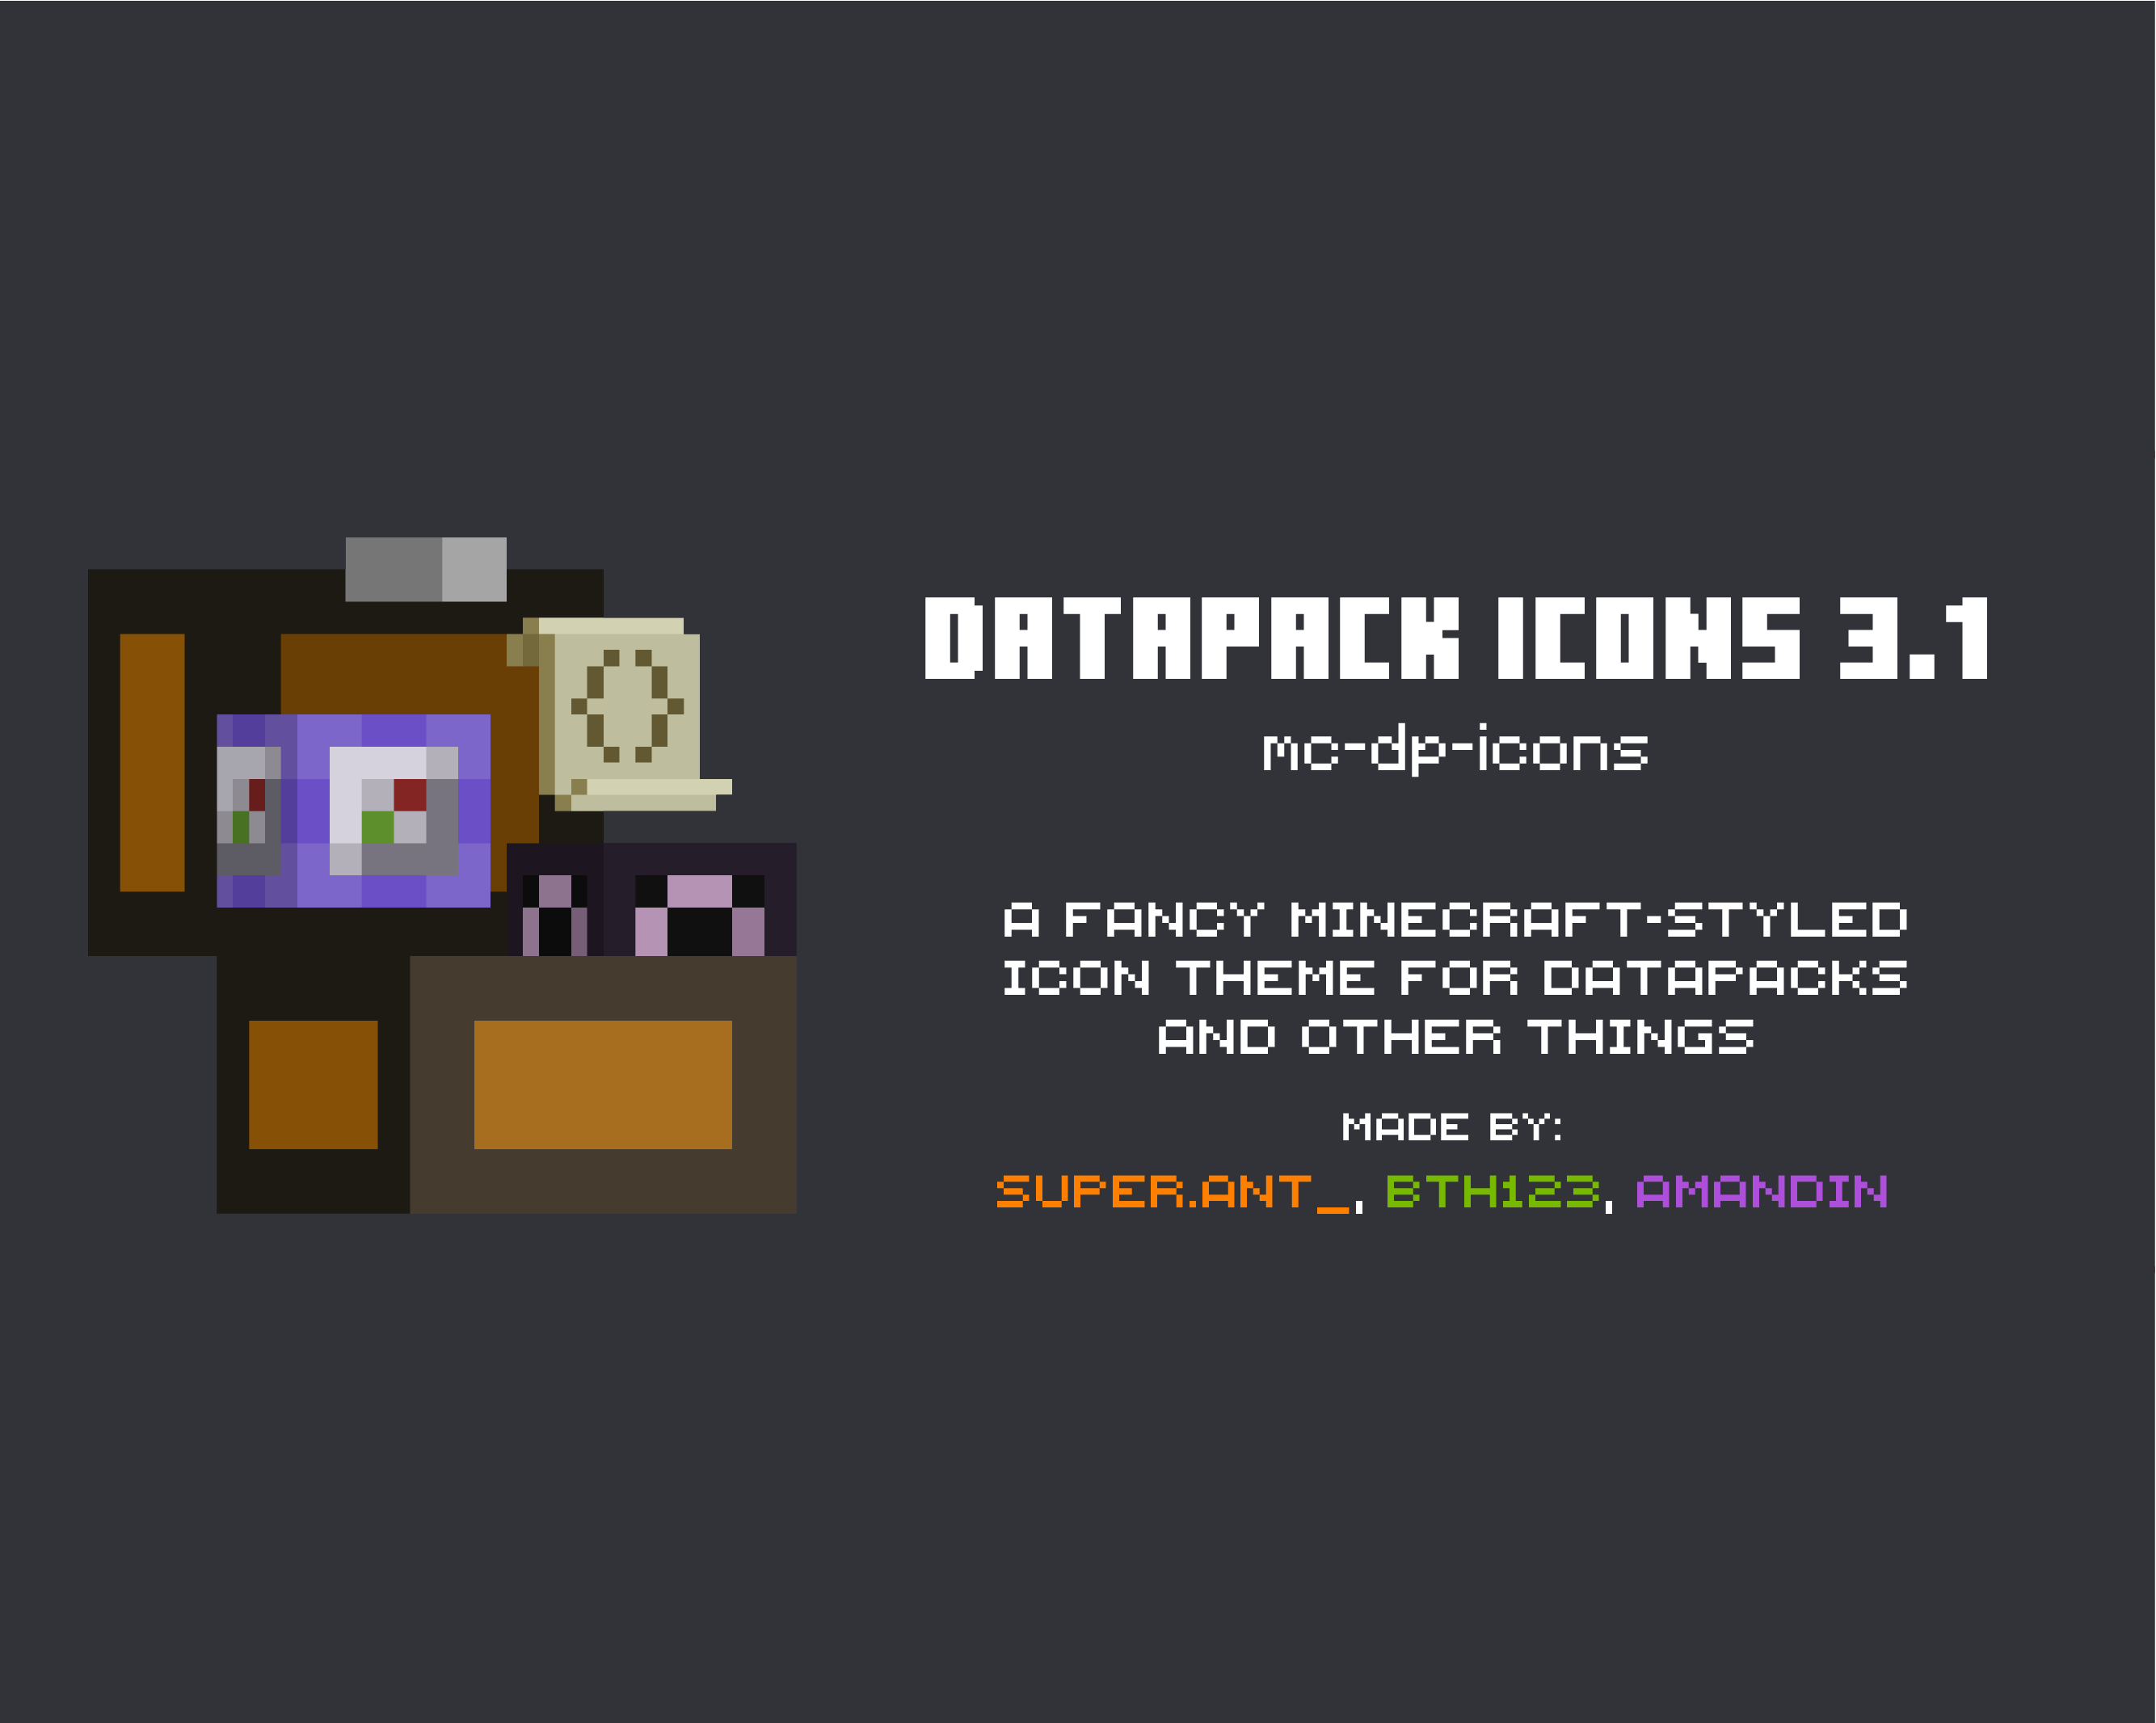 DATAPACK ICONS 3.1
mc-dp-icons
A FANCY MINECRAFT-STYLED
ICON THEME FOR DATAPACKS
AND OTHER THINGS
MADE BY:
SUPER.ANT_, BTH123, AMANDIN